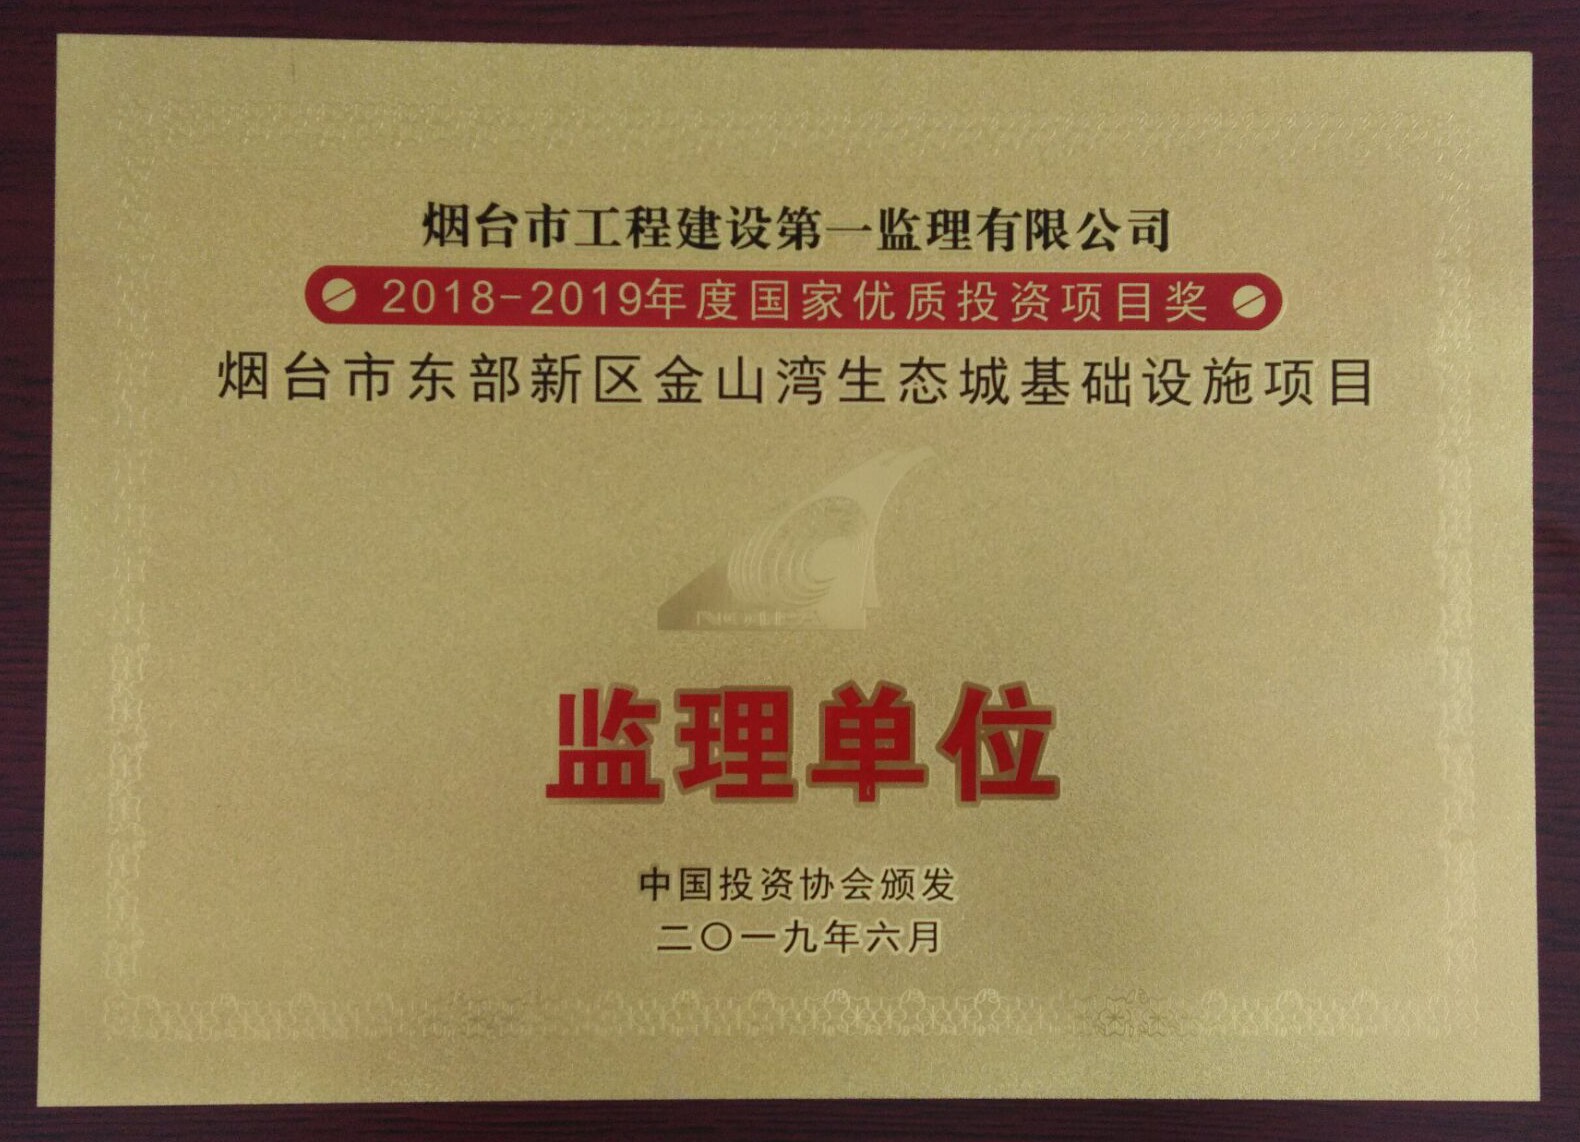 烟台市工程建设第一监理有限公司
2018-2019年度国家优质投资项目奖
烟台市东部新区金山湾生态城基础设施项目
监理单位
中国投资协会颁发
二〇一九年六月